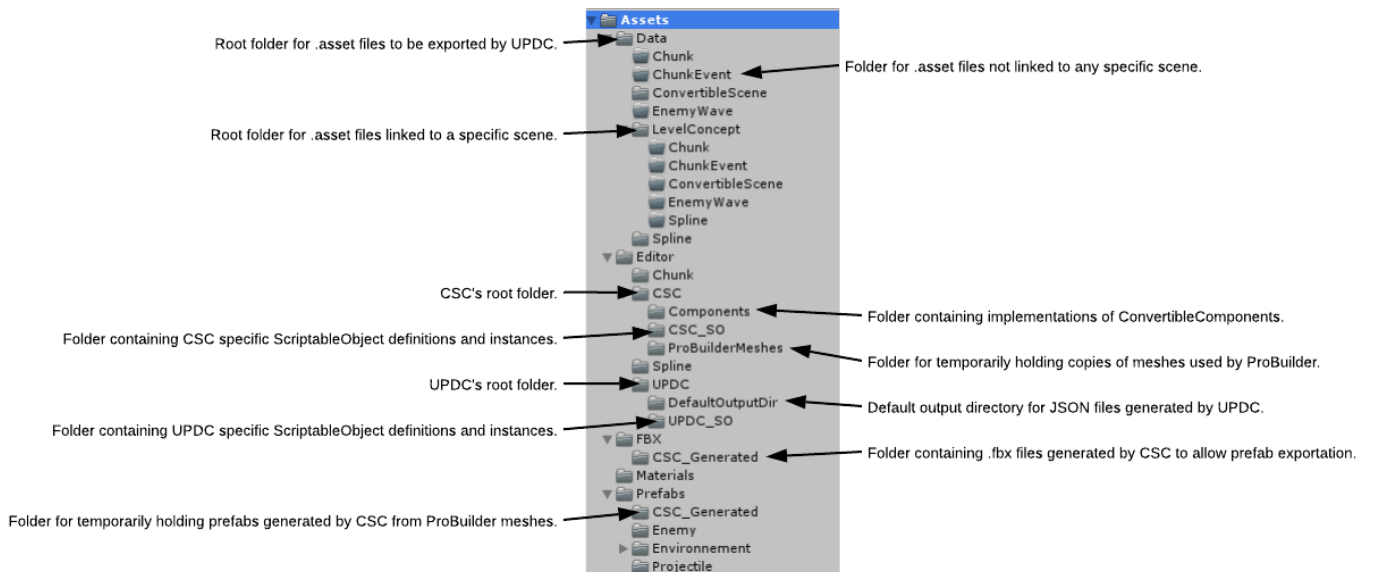 Assets
Root folder for .asset files to be exported by UPDC.
Data
Chunk
ChunkEvent
Folder for .asset files not linked to any specific scene.
ConvertibleScene
EnemyWave
Root folder for .asset files linked to a specific scene.
LevelConcept
Chunk
ChunkEvent
ConvertibleScene
EnemyWave
Spline
Spline
Editor
Chunk
CSC's root folder.
CSC
Components
Folder containing implementations of ConvertibleComponents.
Folder containing CSC specific ScriptableObject definitions and instances.
CSC_SO
ProBuilderMeshes
Folder for temporarily holding copies of meshes used by ProBuilder.
Spline
UPDC's root folder.
UPDC
DefaultOutputDir
Default output directory for JSON files generated by UPDC.
Folder containing UPDC specific ScriptableObject definitions and instances.
UPDC_SO
FBX
CSC_Generated
Folder containing .fbx files generated by CSC to allow prefab exportation.
Materials
Prefabs
Folder for temporarily holding prefabs generated by CSC from ProBuilder meshes.
CSC_Generated
Enemy
Environnement
Projectile